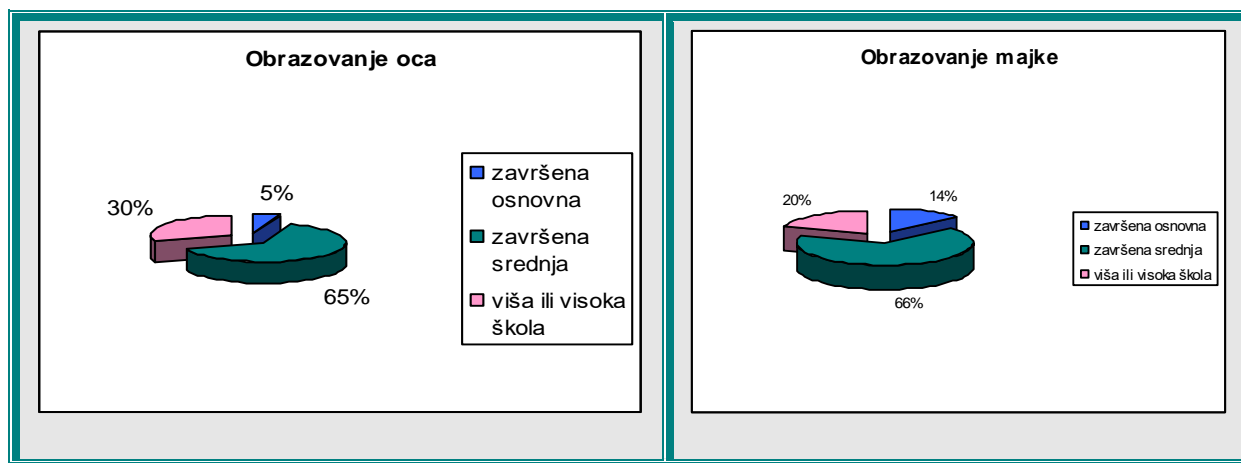 Obrazovanje oca
5%
30%
65%
završena
osnovna
završena
srednja
viša ili visoka
škola
Obrazovanje majke
20%
14%
66%
završena osnovna
završena srednja
viša ili visoka škola